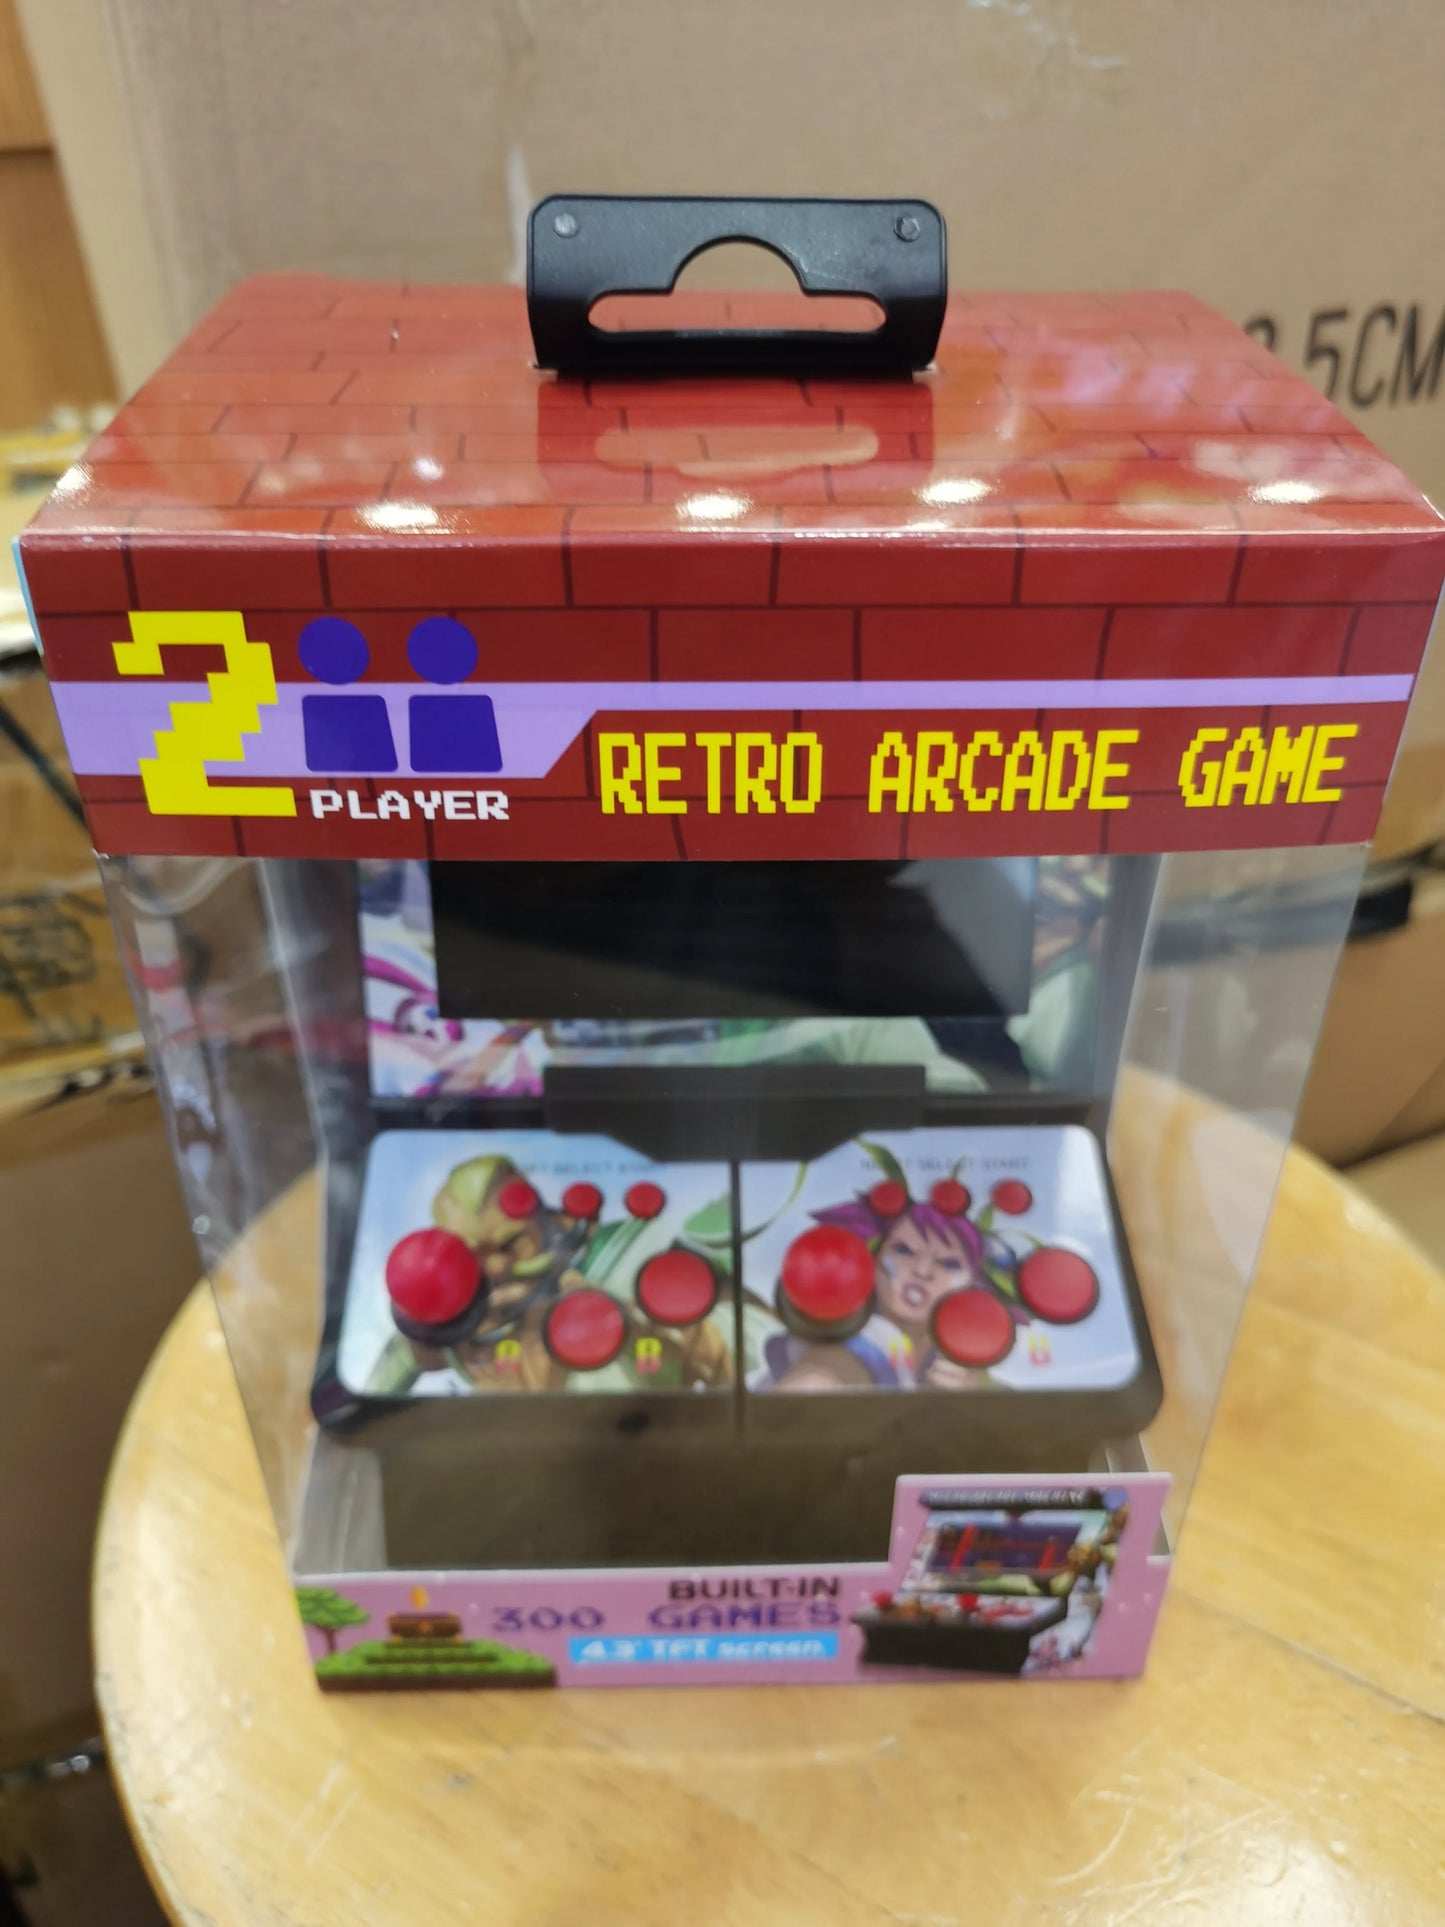 5CM
2 PLAYER
RETRO ARCADE GAME
SELECT START
SELECT START
A B
A B
BUILT-IN
300 GAMES
4.3' TFT SCREEN